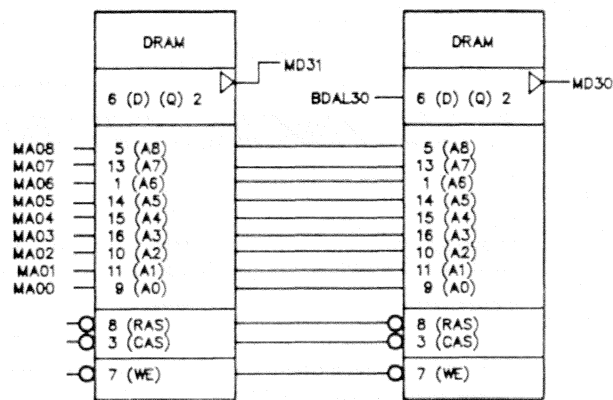 DRAM DRAM
MD31 MD30
6 (D) (Q) 2 BDAL30 6 (D) (Q) 2
MA08 5 (A8) 5 (A8)
MA07 13 (A7) 13 (A7)
MA06 1 (A6) 1 (A6)
MA05 14 (A5) 14 (A5)
MA04 15 (A4) 15 (A4)
MA03 16 (A3) 16 (A3)
MA02 10 (A2) 10 (A2)
MA01 11 (A1) 11 (A1)
MA00 9 (A0) 9 (A0)
8 (RAS) 8 (RAS)
3 (CAS) 3 (CAS)
7 (WE) 7 (WE)